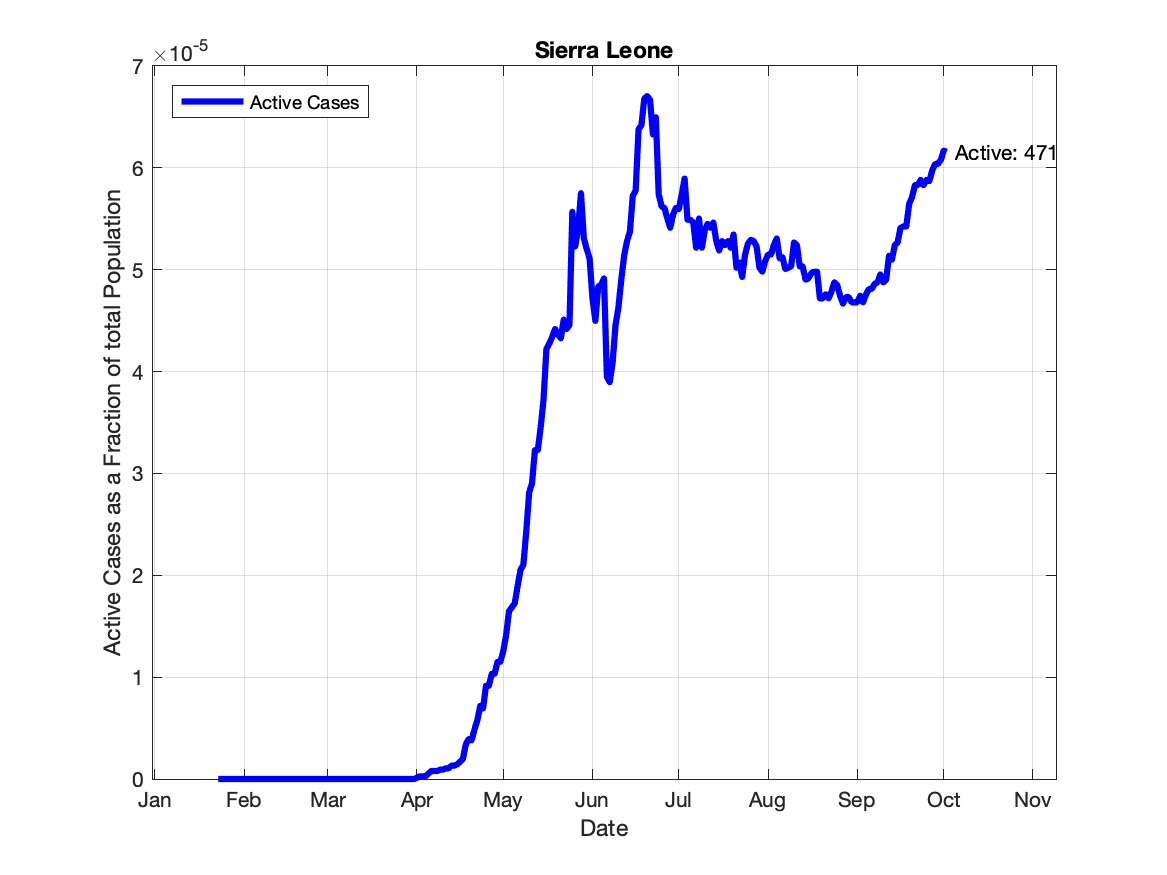 Sierra Leone
×10-5
7
6
5
4
3
2
1
0
Active Cases as a Fraction of total Population
Active Cases
Active: 471
Jan Feb Mar Apr May Jun Jul Aug Sep Oct Nov
Date